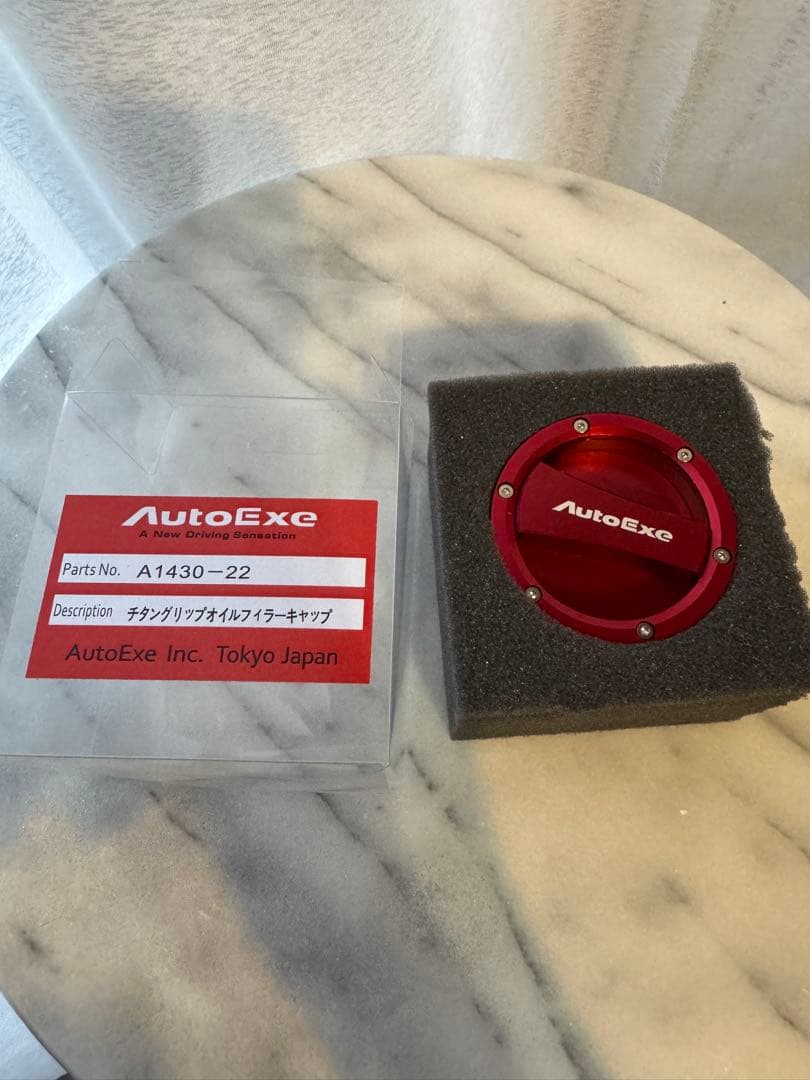 AutoExe
A New Driving Sensation
Parts No. A1430-22
Description チタングリップオイルフィラーキャップ
AutoExe Inc. Tokyo Japan
AutoExe